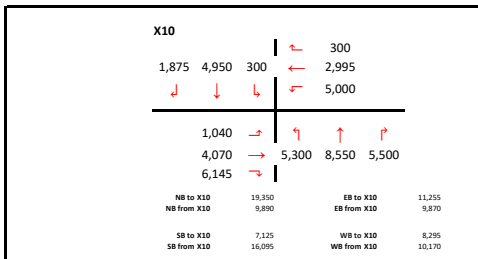 X10
300
1,875 4,950 300 2,995
5,000
1,040
4,070 5,300 8,550 5,500
6,145
NB to X10 19,350 EB to X10 11,255
NB from X10 9,890 EB from X10 9,870
SB to X10 7,125 WB to X10 8,295
SB from X10 16,095 WB from X10 10,170